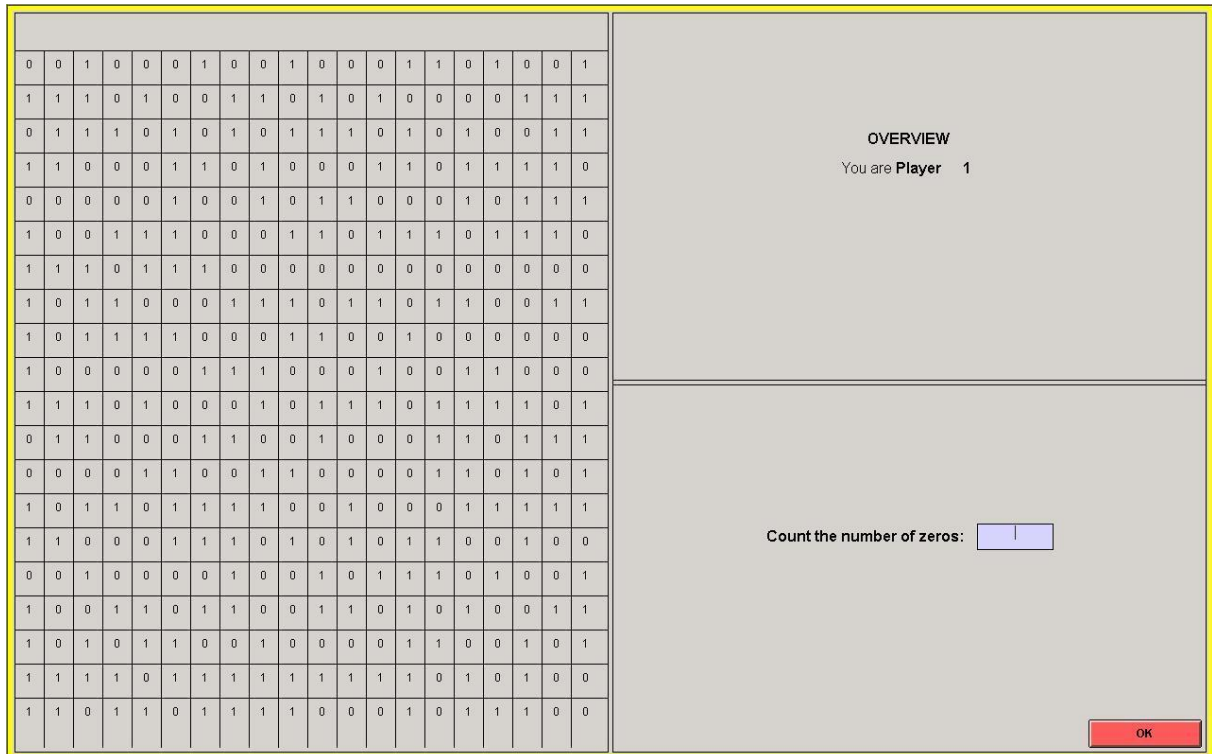 0 0 1 0 0 0 1 0 0 1 0 0 0 1 1 0 1 0 0 1
1 1 1 0 1 0 0 1 1 0 1 0 1 0 0 0 0 1 1 1
0 1 1 1 0 1 0 1 0 1 1 1 0 1 0 1 0 0 1 1
1 1 0 0 0 1 1 0 1 0 0 0 1 1 0 1 1 1 1 0
0 0 0 0 0 1 0 0 1 0 1 1 0 0 0 1 0 1 1 1
1 0 0 1 1 1 0 0 0 1 1 0 1 1 1 0 1 1 1 0
1 1 1 0 1 1 1 0 0 0 0 0 0 0 0 0 0 0 0 0
1 0 1 1 0 0 0 1 1 1 0 1 1 0 1 1 0 0 1 1
1 0 1 1 1 1 0 0 0 1 1 0 0 1 0 0 0 0 0 0
1 0 0 0 0 0 1 1 1 0 0 0 1 0 0 1 1 0 0 0
1 1 1 0 1 0 0 0 1 0 1 1 1 0 1 1 1 1 0 1
0 1 1 0 0 0 1 1 0 0 1 0 0 0 1 1 0 1 1 1
0 0 0 0 1 1 0 0 1 1 0 0 0 0 1 1 0 1 0 1
1 0 1 1 0 1 1 1 1 0 0 1 0 0 0 1 1 1 1 1
1 1 0 0 0 1 1 1 0 1 0 1 0 1 1 0 0 1 0 0
0 0 1 0 0 0 0 1 0 0 1 0 1 1 1 0 1 0 0 1
1 0 0 1 1 0 1 1 0 0 1 1 0 1 0 1 0 0 1 1
1 0 1 0 1 1 0 0 1 0 0 0 0 1 1 0 0 1 0 1
1 1 1 1 0 1 1 1 1 1 1 1 1 1 0 1 0 1 0 0
1 1 0 1 1 0 1 1 1 1 0 0 0 1 0 1 1 1 0 0
OVERVIEW
You are Player 1
Count the number of zeros:
OK